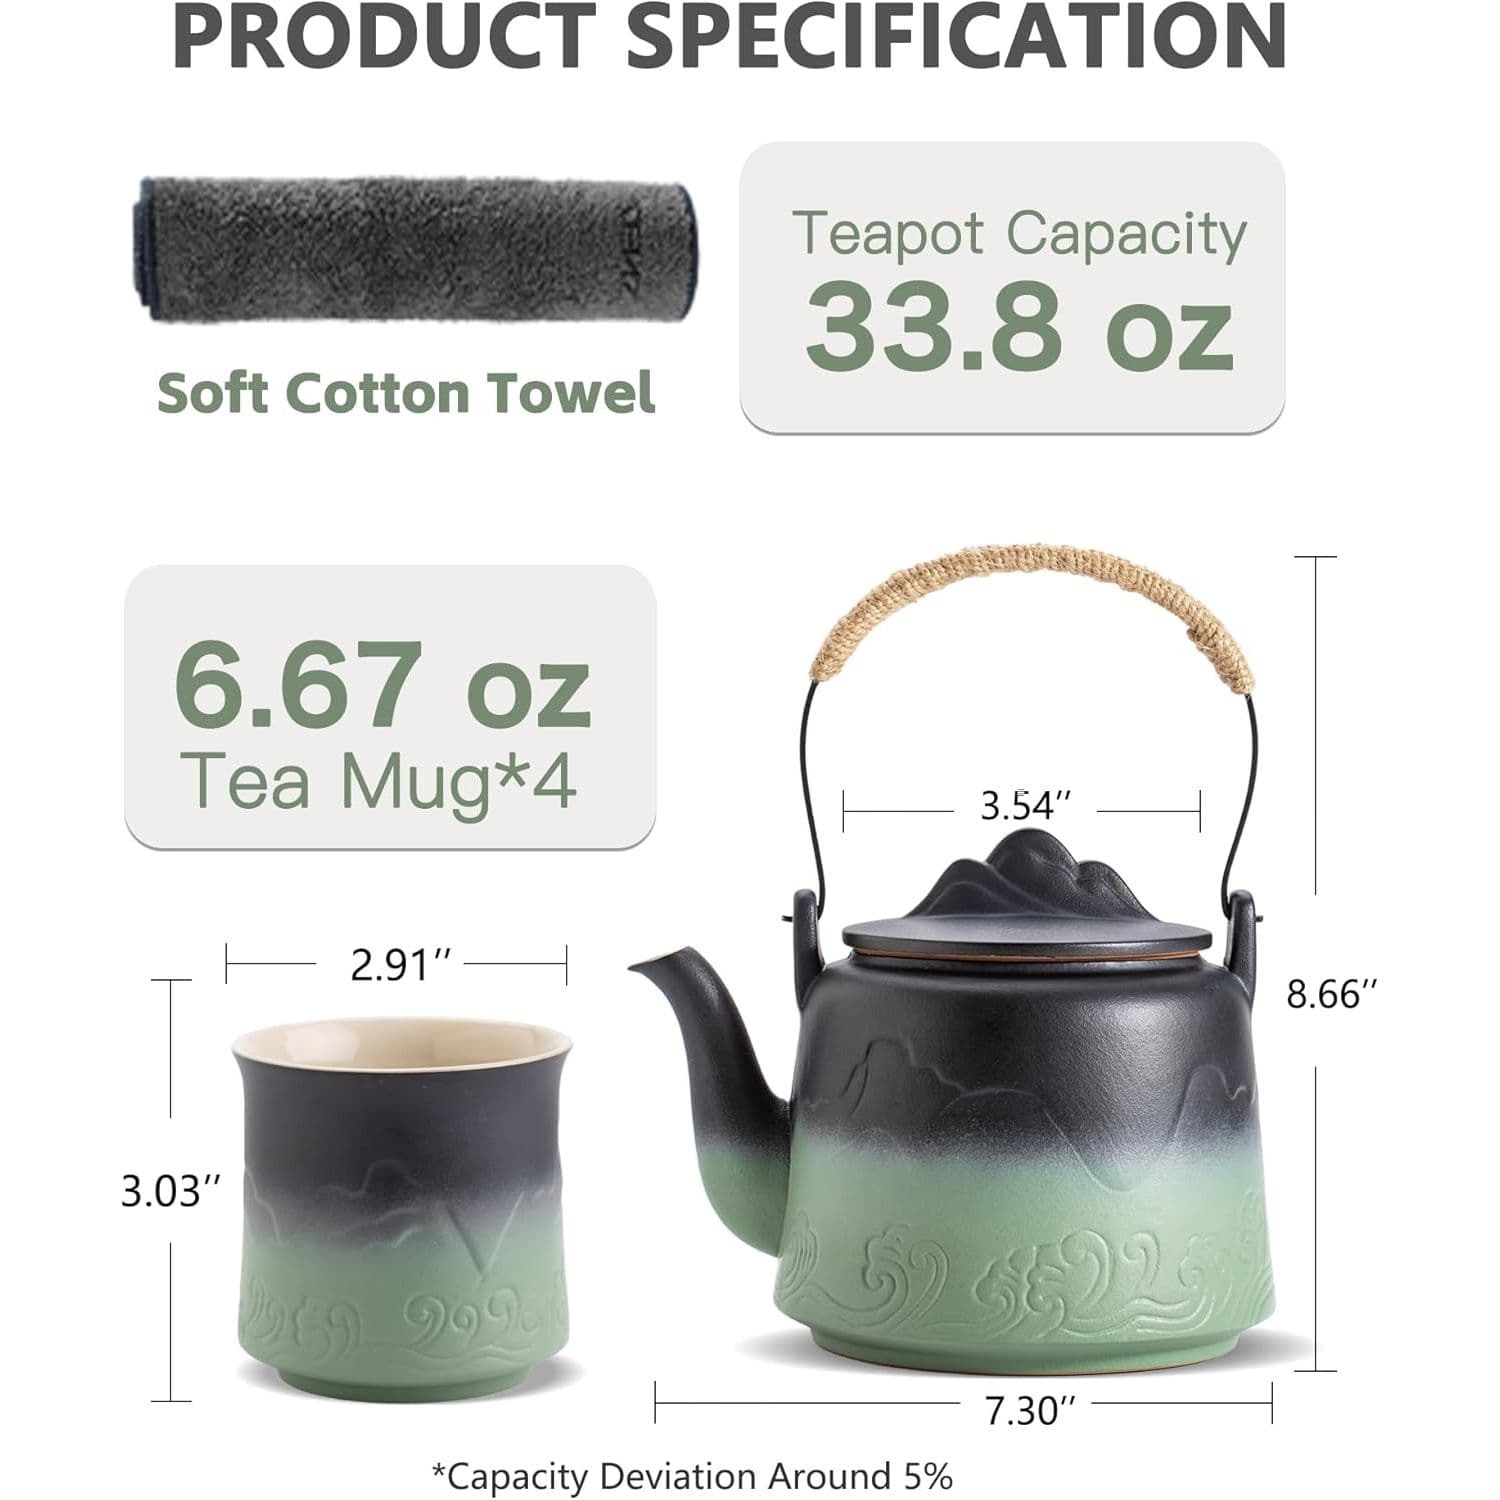 PRODUCT SPECIFICATION
Teapot Capacity
33.8 oz
Soft Cotton Towel
6.67 oz
Tea Mug*4
3.54’’
2.91’’
8.66’’
3.03’’
7.30’’
*Capacity Deviation Around 5%